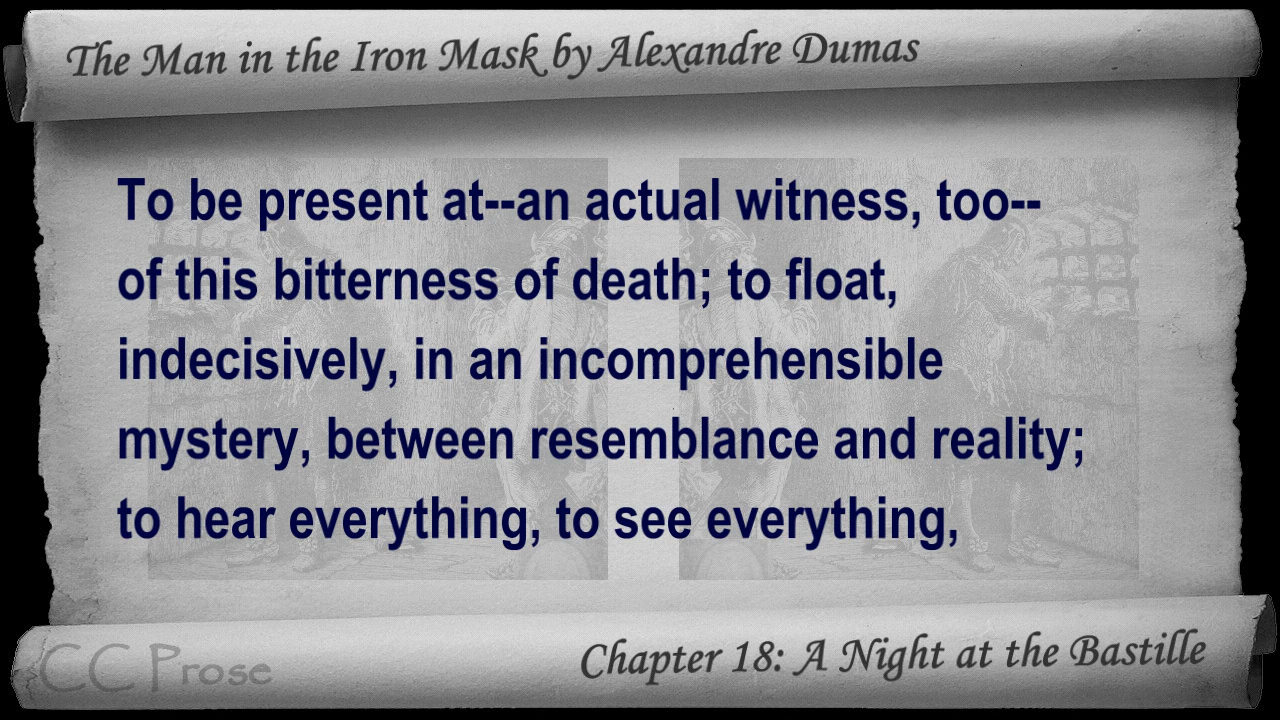 The Man in the Iron Mask by Alexandre Dumas
To be present at--an actual witness, too--
of this bitterness of death; to float,
indecisively, in an incomprehensible
mystery, between resemblance and reality;
to hear everything, to see everything,
CC Prose
Chapter 18: A Night at the Bastille